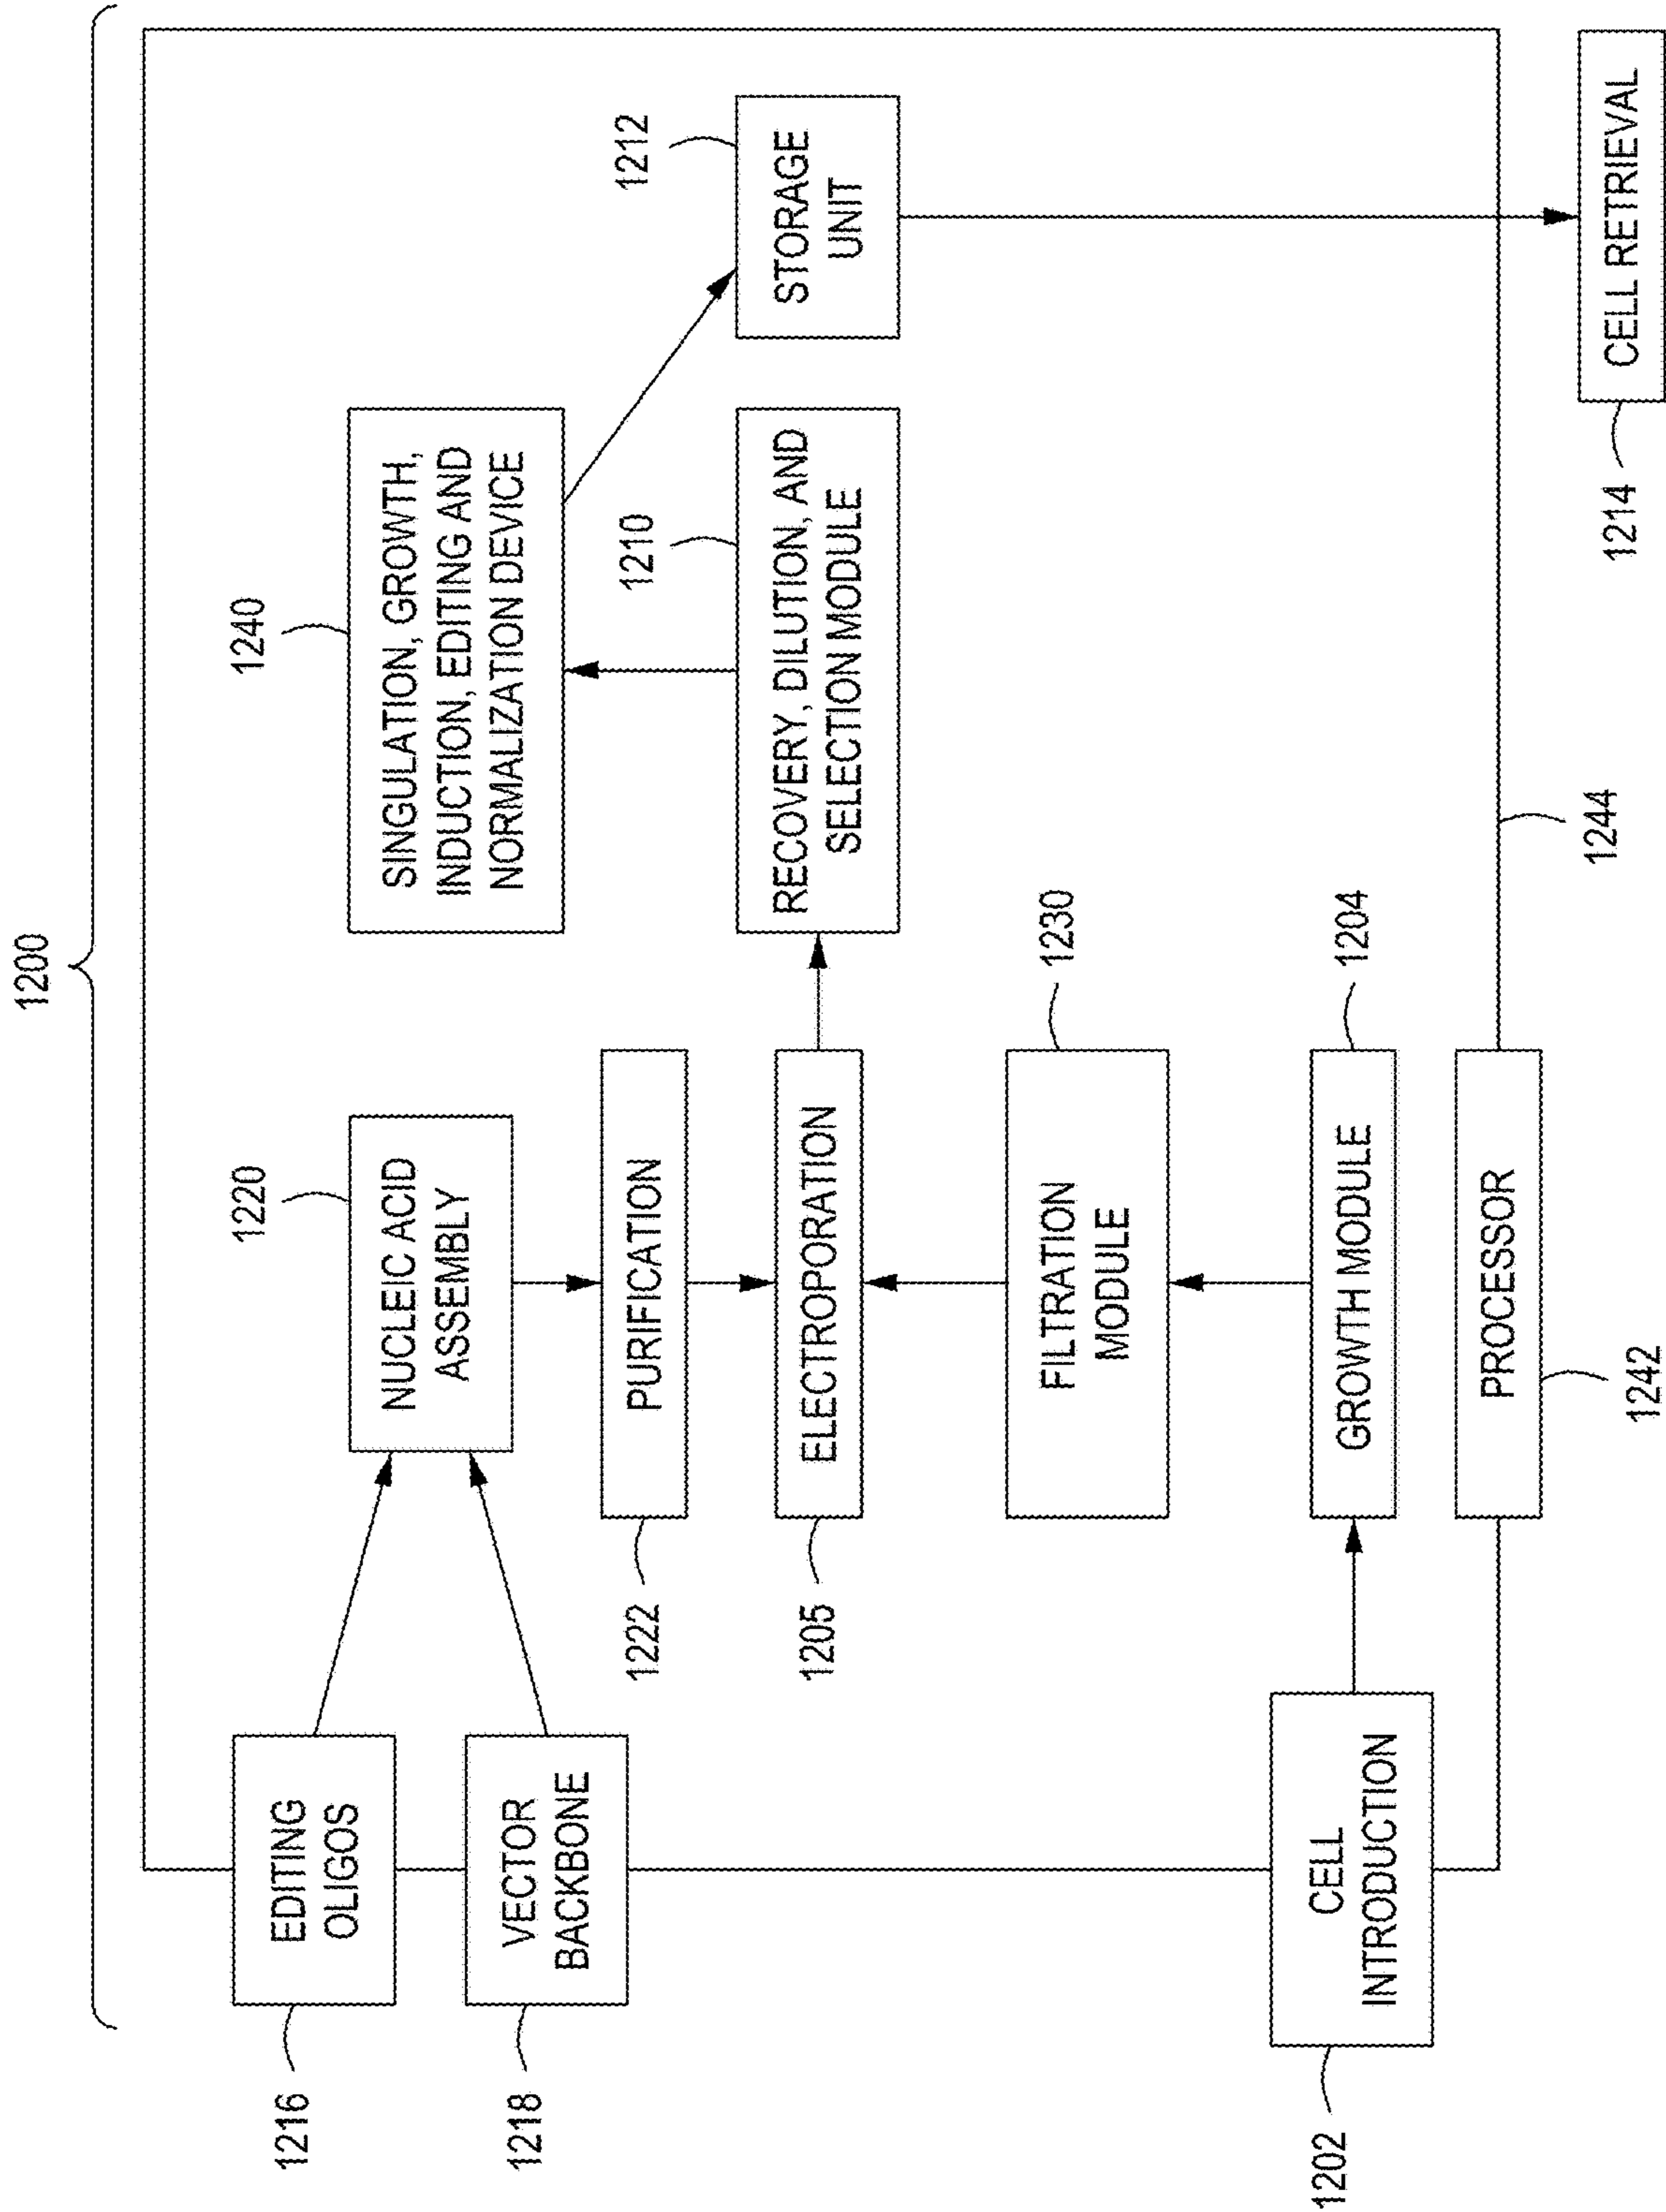 1200
1216
EDITING
OLIGOS
1218
VECTOR
BACKBONE
1220
NUCLEIC ACID
ASSEMBLY
1222
PURIFICATION
1205
ELECTROPORATION
1230
FILTRATION
MODULE
1204
GROWTH MODULE
1202
CELL
INTRODUCTION
1242
PROCESSOR
1244
1240
SINGULATION, GROWTH,
INDUCTION, EDITING AND
NORMALIZATION DEVICE
1210
RECOVERY, DILUTION, AND
SELECTION MODULE
1212
STORAGE
UNIT
1214
CELL RETRIEVAL